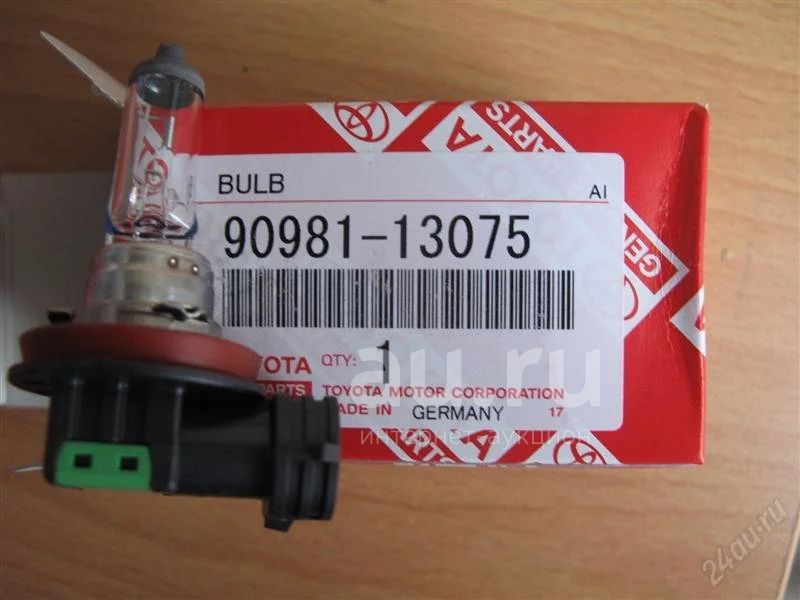 BULB
AI
90981-13075
TOYOTA
QTY: 1
PARTS
TOYOTA MOTOR CORPORATION
MADE IN GERMANY 17
PARTS
au.ru
интернет-аукцион
24au.ru